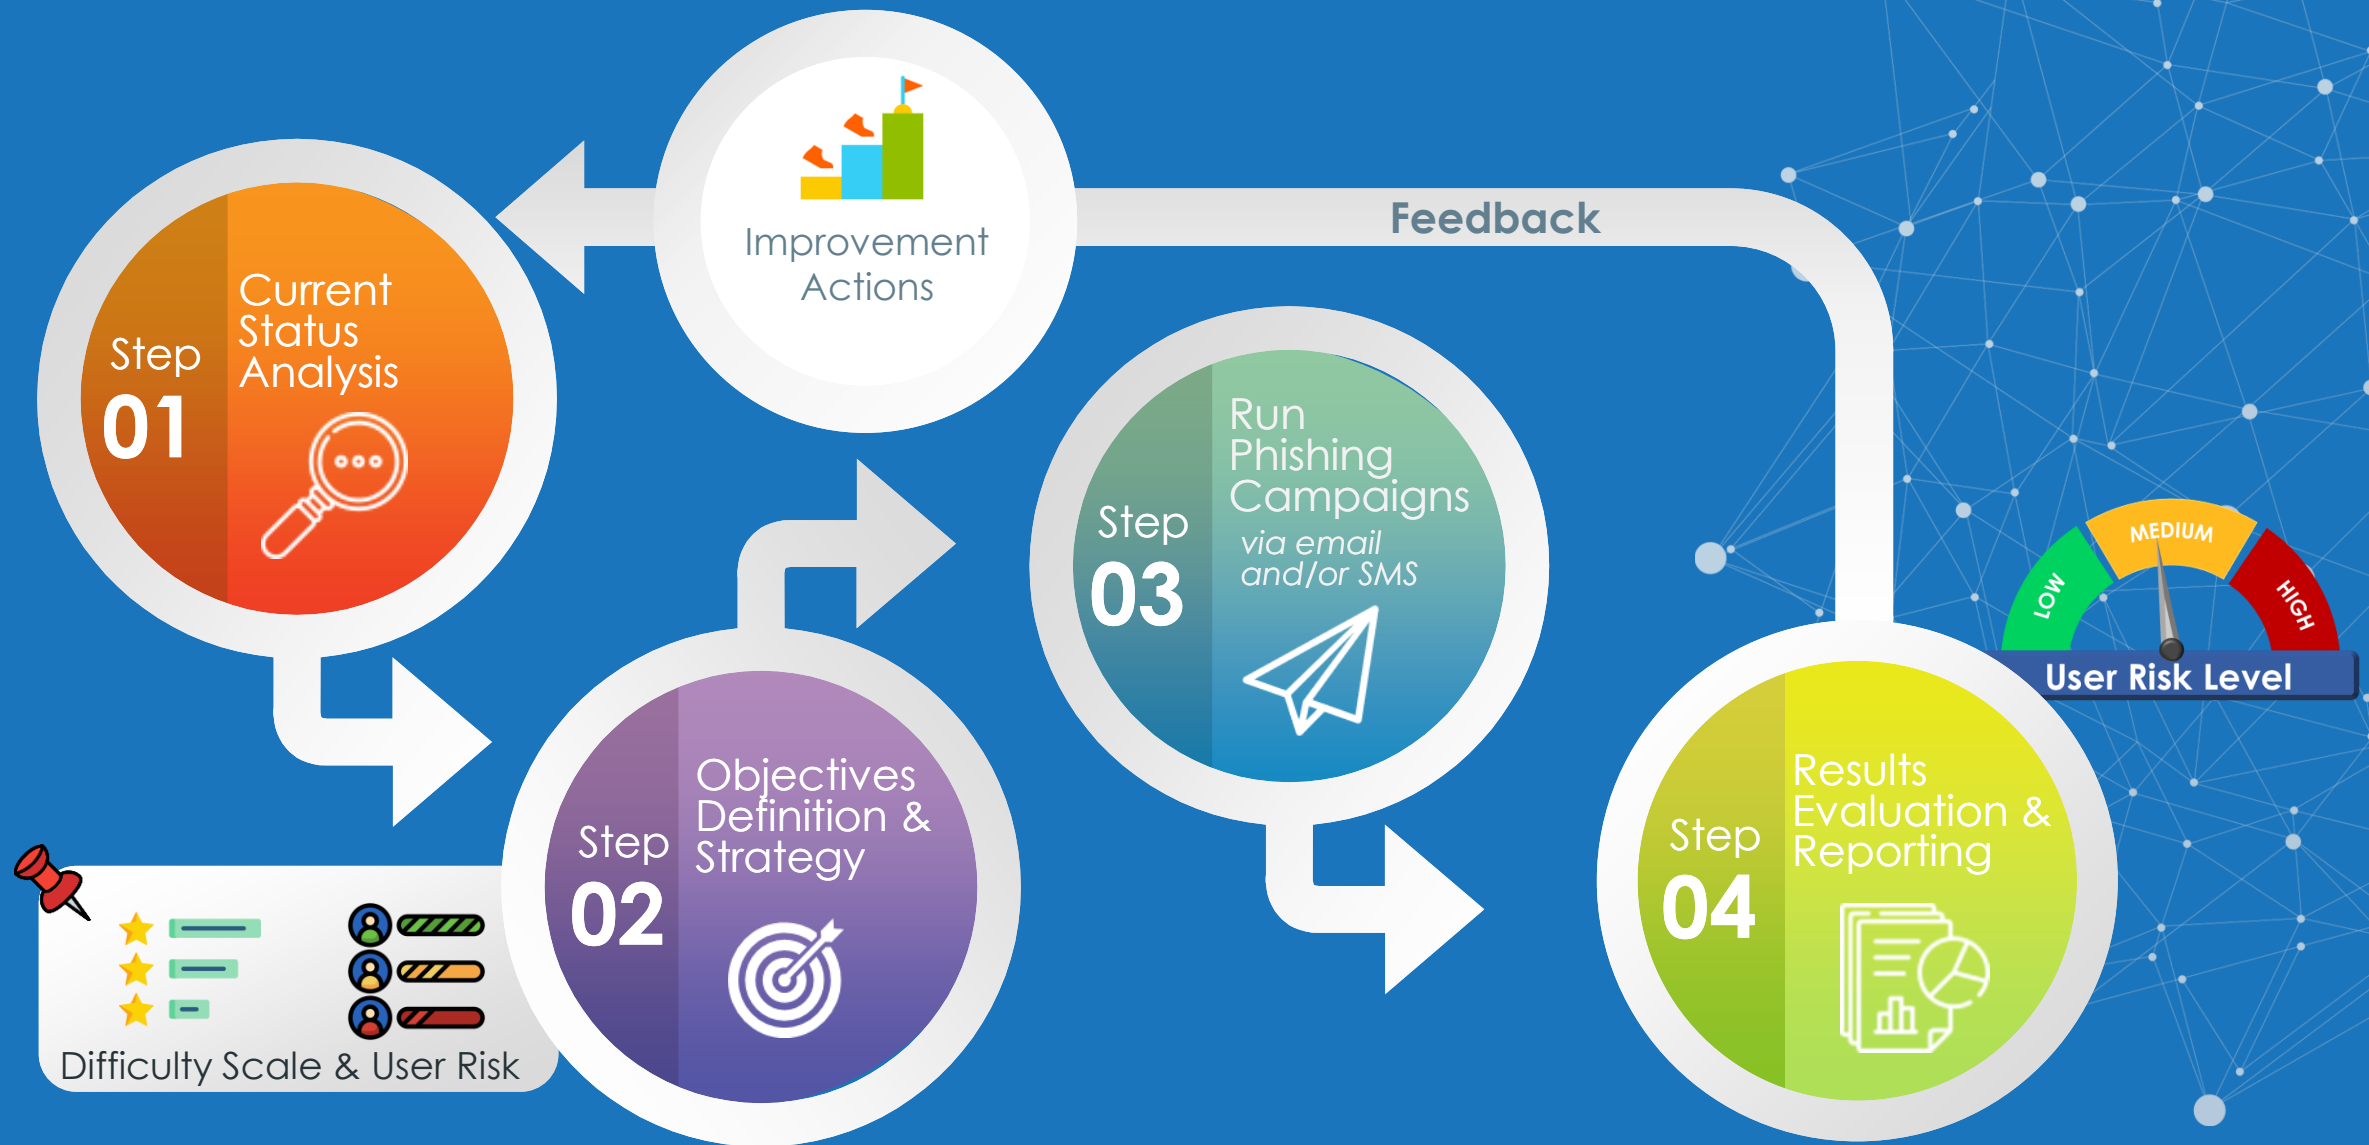 Improvement
Actions
Feedback
Step
01
Current
Status
Analysis
Step
02
Objectives
Definition &
Strategy
Difficulty Scale & User Risk
Step
03
Run
Phishing
Campaigns
via email
and/or SMS
Step
04
Results
Evaluation &
Reporting
LOW
MEDIUM
HIGH
User Risk Level